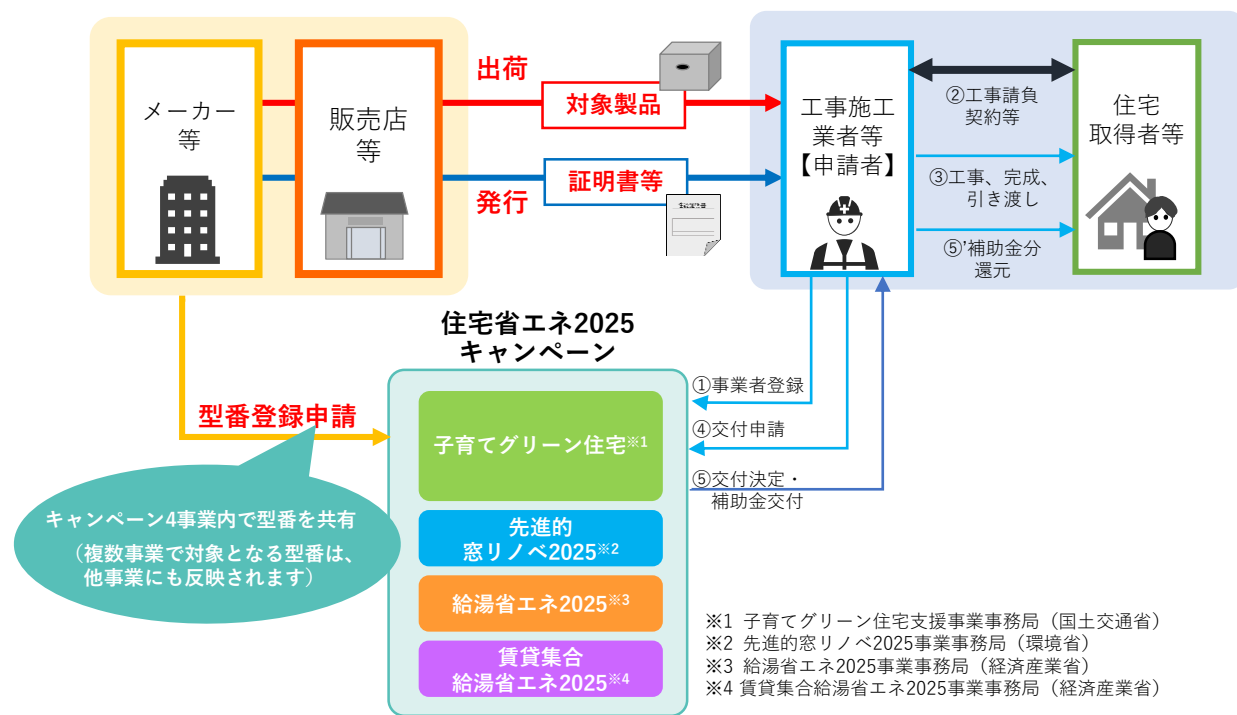 メーカー
等
販売店
等
出荷
対象製品
発行
証明書等
工事施工
業者等
【申請者】
②工事請負
契約等
③工事、完成、
引き渡し
⑤'補助金分
還元
住宅
取得者等
住宅省エネ2025
キャンペーン
型番登録申請
①事業者登録
④交付申請
⑤交付決定・
補助金交付
子育てグリーン住宅※1
先進的
窓リノベ2025※2
給湯省エネ2025※3
賃貸集合
給湯省エネ2025※4
キャンペーン4事業内で型番を共有
（複数事業で対象となる型番は、
他事業にも反映されます）
※1 子育てグリーン住宅支援事業事務局（国土交通省）
※2 先進的窓リノベ2025事業事務局（環境省）
※3 給湯省エネ2025事業事務局（経済産業省）
※4 賃貸集合給湯省エネ2025事業事務局（経済産業省）